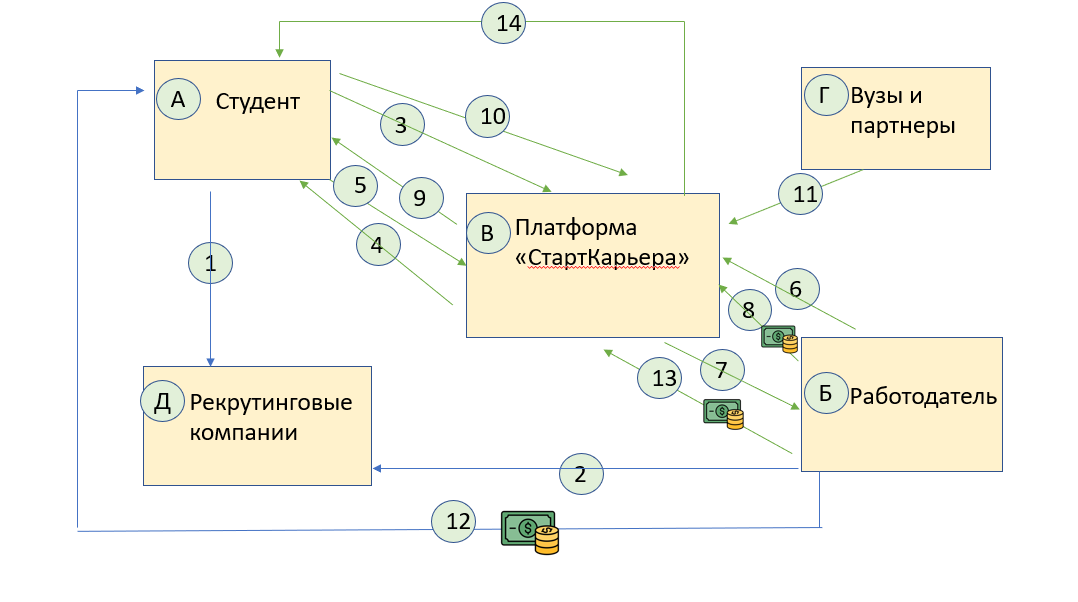 14
А
Студент
10
3
Г
Вузы и
партнеры
5
9
11
В
Платформа
«СтартКарьера»
4
1
6
8
7
13
Д
Рекрутинговые
компании
Б
Работодатель
2
12